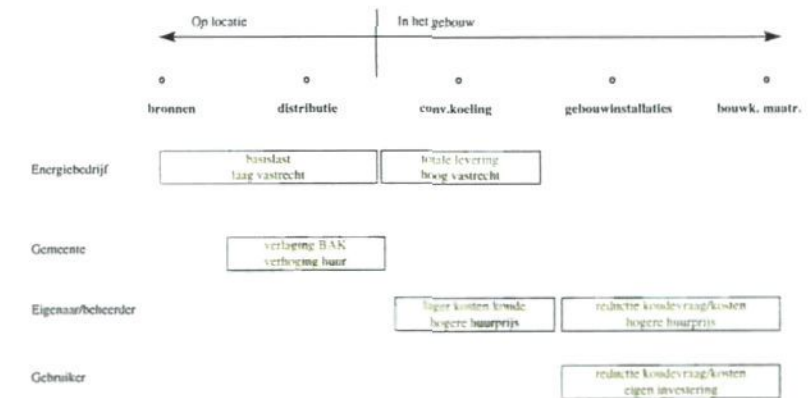 Op locatie
In het gebouw
bronnen
distributie
conv.koeling
gebouwinstallaties
bouwk. maatr.
Energiebedrijf
basislast
laag vastrecht
totale levering
hoog vastrecht
Gemeente
verlaging BAK
verhoging huur
Eigenaar/beheerder
lager kosten koude
hogere huurprijs
reductie koudevraag/kosten
hogere huurprijs
Gebruiker
reductie koudevraag/kosten
eigen investering